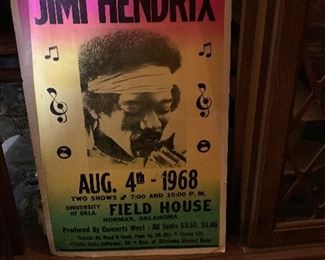 JIMI HENDRIX
AUG. 4th - 1968
TWO SHOWS 7:00 AND 10:00 P.M.
UNIVERSITY
OF OKLA.
FIELD HOUSE
NORMAN, OKLAHOMA
Produced By Concerts West - All Seats $3.50, $4.00